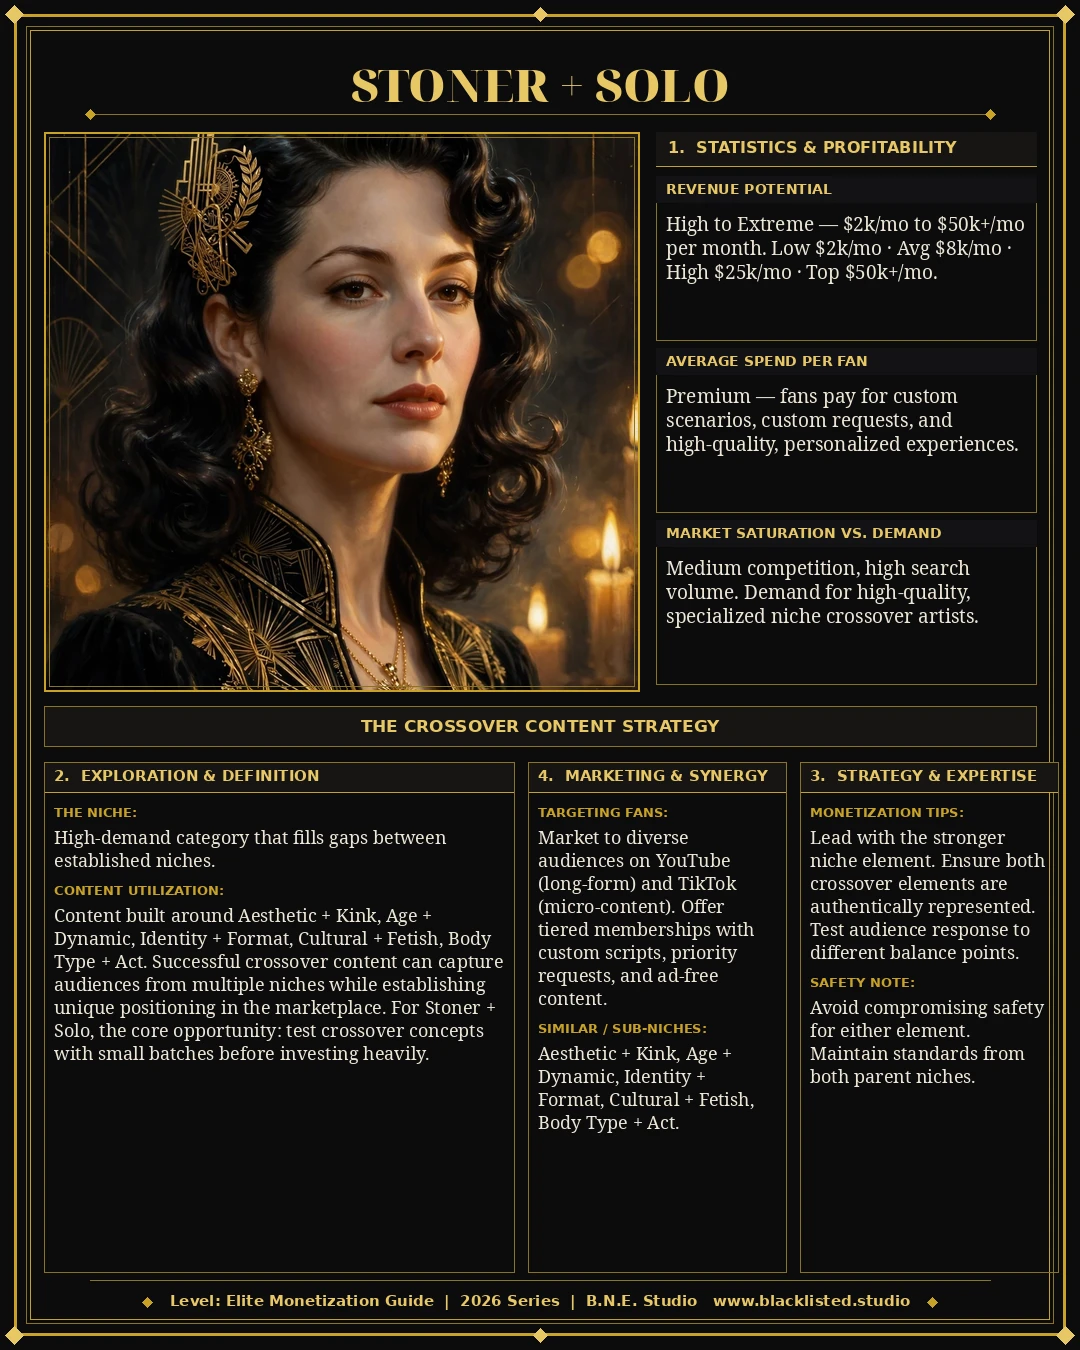 STONER + SOLO
1. STATISTICS & PROFITABILITY
REVENUE POTENTIAL
High to Extreme — $2k/mo to $50k+/mo
per month. Low $2k/mo · Avg $8k/mo ·
High $25k/mo · Top $50k+/mo.
AVERAGE SPEND PER FAN
Premium — fans pay for custom
scenarios, custom requests, and
high-quality, personalized experiences.
MARKET SATURATION VS. DEMAND
Medium competition, high search
volume. Demand for high-quality,
specialized niche crossover artists.
THE CROSSOVER CONTENT STRATEGY
2. EXPLORATION & DEFINITION
THE NICHE:
High-demand category that fills gaps between
established niches.
CONTENT UTILIZATION:
Content built around Aesthetic + Kink, Age +
Dynamic, Identity + Format, Cultural + Fetish, Body
Type + Act. Successful crossover content can capture
audiences from multiple niches while establishing
unique positioning in the marketplace. For Stoner +
Solo, the core opportunity: test crossover concepts
with small batches before investing heavily.
4. MARKETING & SYNERGY
TARGETING FANS:
Market to diverse
audiences on YouTube
(long-form) and TikTok
(micro-content). Offer
tiered memberships with
custom scripts, priority
requests, and ad-free
content.
SIMILAR / SUB-NICHES:
Aesthetic + Kink, Age +
Dynamic, Identity +
Format, Cultural + Fetish,
Body Type + Act.
3. STRATEGY & EXPERTISE
MONETIZATION TIPS:
Lead with the stronger
niche element. Ensure both
crossover elements are
authentically represented.
Test audience response to
different balance points.
SAFETY NOTE:
Avoid compromising safety
for either element.
Maintain standards from
both parent niches.
Level: Elite Monetization Guide | 2026 Series | B.N.E. Studio www.blacklisted.studio